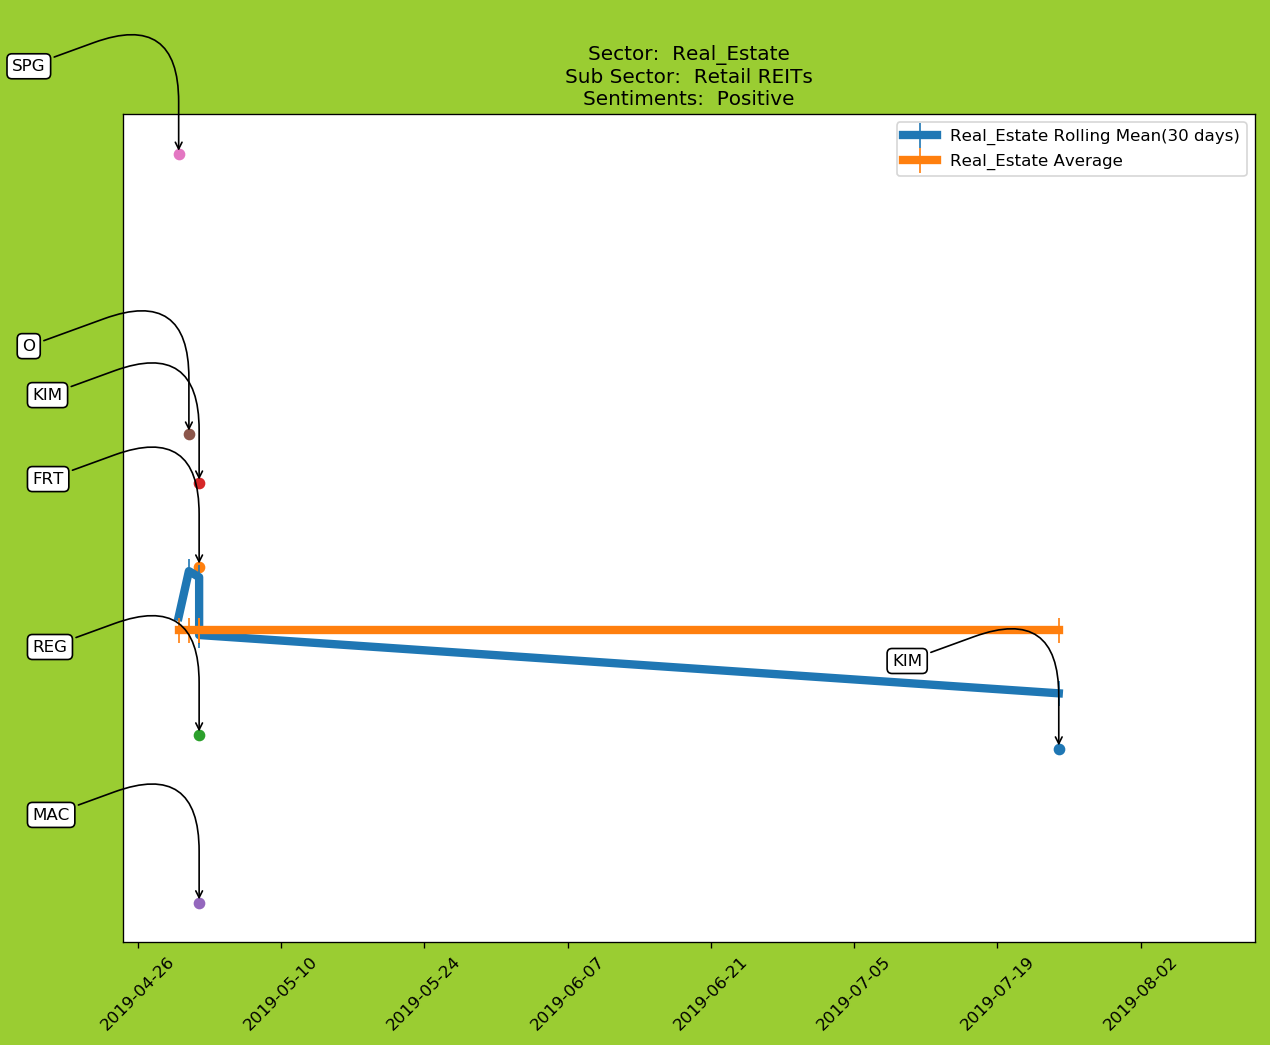 SPG
Sector:  Real_Estate
Sub Sector:  Retail REITs
Sentiments:  Positive
Real_Estate Rolling Mean(30 days)
Real_Estate Average
O
KIM
FRT
REG
KIM
MAC
2019-04-26
2019-05-10
2019-05-24
2019-06-07
2019-06-21
2019-07-05
2019-07-19
2019-08-02